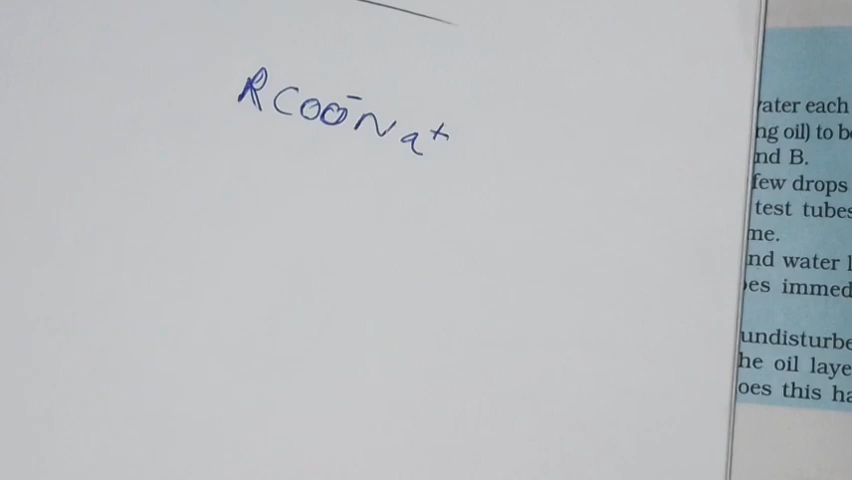 RCOO⁻Na⁺
ater each
ng oil) to b
nd B.
few drops
test tubes
me.
nd water l
es immed
undisturbe
he oil laye
oes this ha